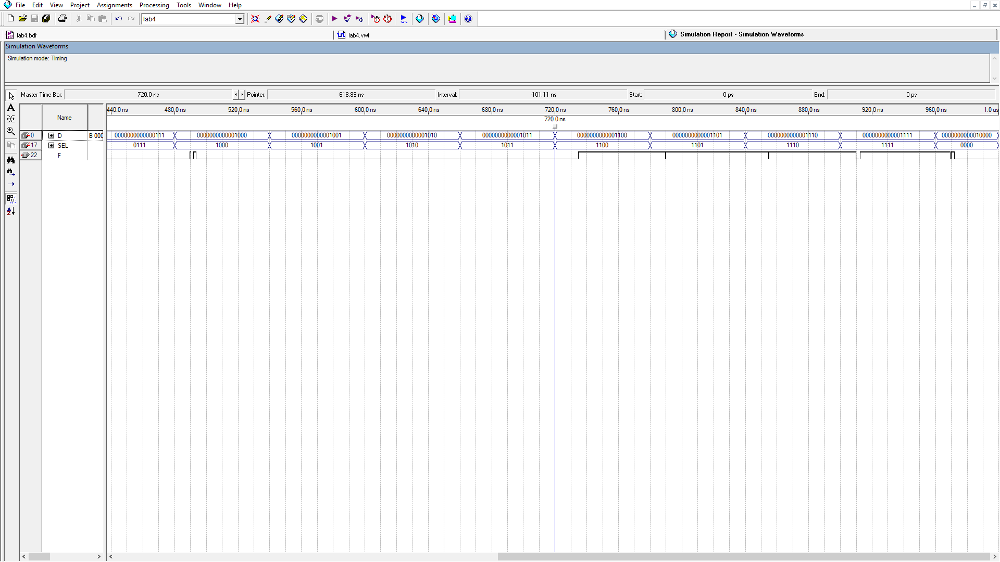 File Edit View Project Assignments Processing Tools Window Help
lab4
lab4.bdf lab4.vwf Simulation Report - Simulation Waveforms
Simulation Waveforms
Simulation mode: Timing
Master Time Bar: 720.0 ns Pointer: 618.89 ns Interval: -101.11 ns Start: 0 ps End: 0 ps
440.0 ns 480.0 ns 520.0 ns 560.0 ns 600.0 ns 640.0 ns 680.0 ns 720.0 ns 760.0 ns 800.0 ns 840.0 ns 880.0 ns 920.0 ns 960.0 ns 1.0 us
Name
720.0 ns
0 D B 000 0000000000000111 0000000000001000 0000000000001001 0000000000001010 0000000000001011 0000000000001100 0000000000001101 0000000000001110 0000000000001111 0000000000010000
17 SEL 0111 1000 1001 1010 1011 1100 1101 1110 1111 0000
22 F